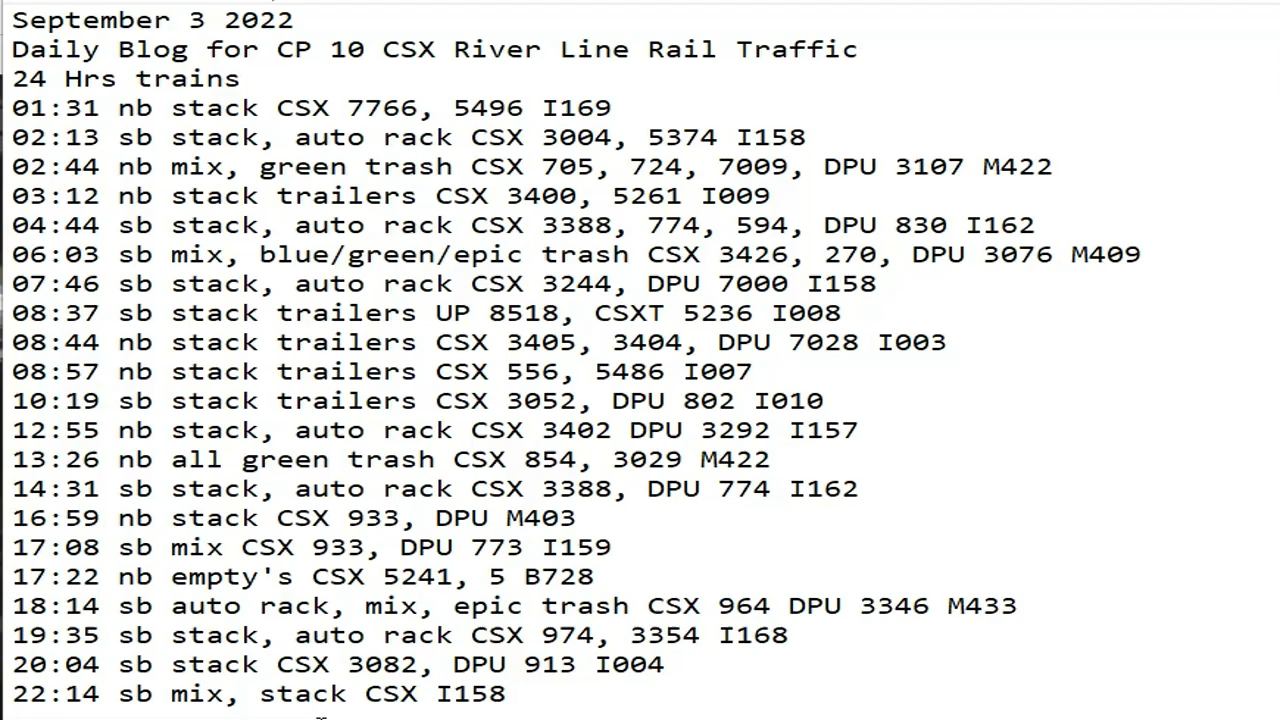 September 3 2022
Daily Blog for CP 10 CSX River Line Rail Traffic
24 Hrs trains
01:31 nb stack CSX 7766, 5496 I169
02:13 sb stack, auto rack CSX 3004, 5374 I158
02:44 nb mix, green trash CSX 705, 724, 7009, DPU 3107 M422
03:12 nb stack trailers CSX 3400, 5261 I009
04:44 sb stack, auto rack CSX 3388, 774, 594, DPU 830 I162
06:03 sb mix, blue/green/epic trash CSX 3426, 270, DPU 3076 M409
07:46 sb stack, auto rack CSX 3244, DPU 7000 I158
08:37 sb stack trailers UP 8518, CSXT 5236 I008
08:44 nb stack trailers CSX 3405, 3404, DPU 7028 I003
08:57 nb stack trailers CSX 556, 5486 I007
10:19 sb stack trailers CSX 3052, DPU 802 I010
12:55 nb stack, auto rack CSX 3402 DPU 3292 I157
13:26 nb all green trash CSX 854, 3029 M422
14:31 sb stack, auto rack CSX 3388, DPU 774 I162
16:59 nb stack CSX 933, DPU M403
17:08 sb mix CSX 933, DPU 773 I159
17:22 nb empty's CSX 5241, 5 B728
18:14 sb auto rack, mix, epic trash CSX 964 DPU 3346 M433
19:35 sb stack, auto rack CSX 974, 3354 I168
20:04 sb stack CSX 3082, DPU 913 I004
22:14 sb mix, stack CSX I158